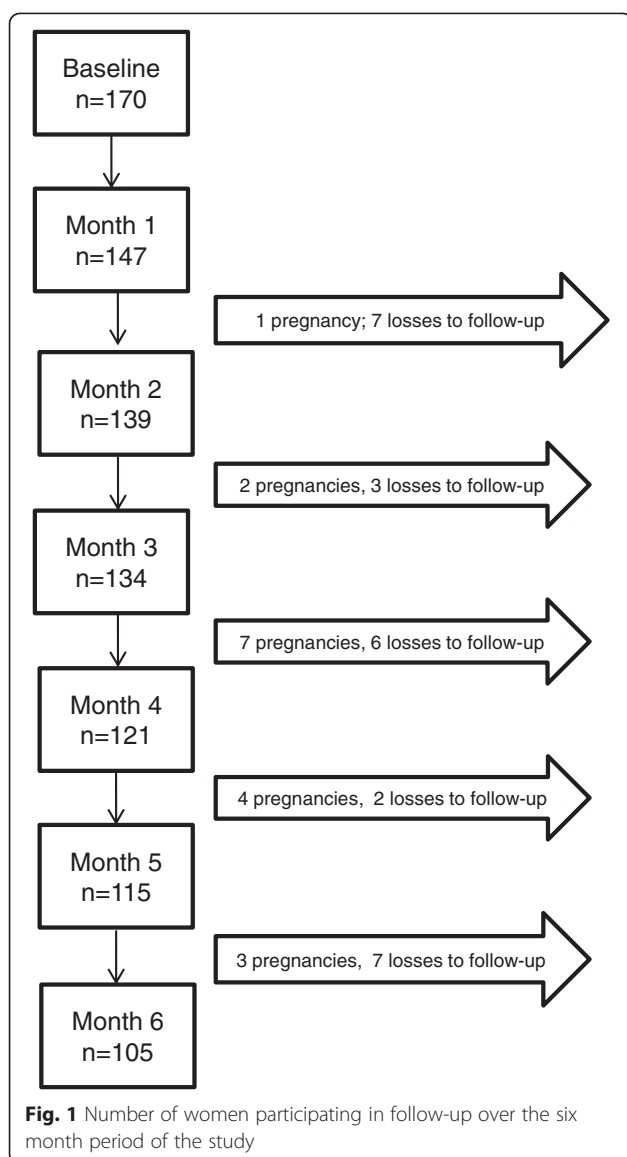 Baseline
n=170
Month 1
n=147
1 pregnancy; 7 losses to follow-up
Month 2
n=139
2 pregnancies, 3 losses to follow-up
Month 3
n=134
7 pregnancies, 6 losses to follow-up
Month 4
n=121
4 pregnancies, 2 losses to follow-up
Month 5
n=115
3 pregnancies, 7 losses to follow-up
Month 6
n=105
Fig. 1 Number of women participating in follow-up over the six
month period of the study